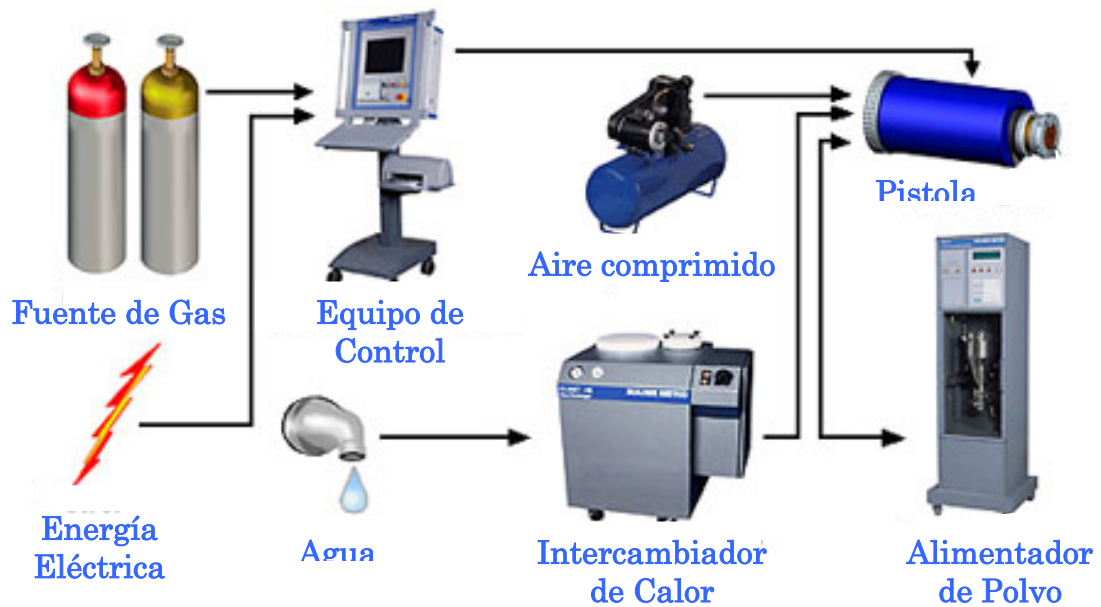 Pistola
Aire comprimido
Fuente de Gas
Equipo de
Control
Energía
Eléctrica
Agua
Intercambiador
de Calor
Alimentador
de Polvo